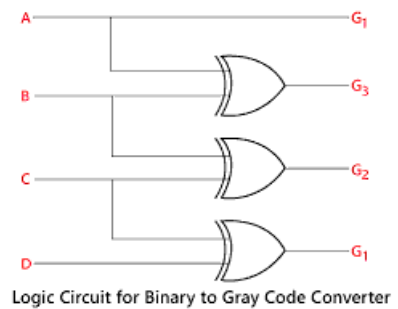 A G₁
B G₃
C G₂
D G₁
Logic Circuit for Binary to Gray Code Converter